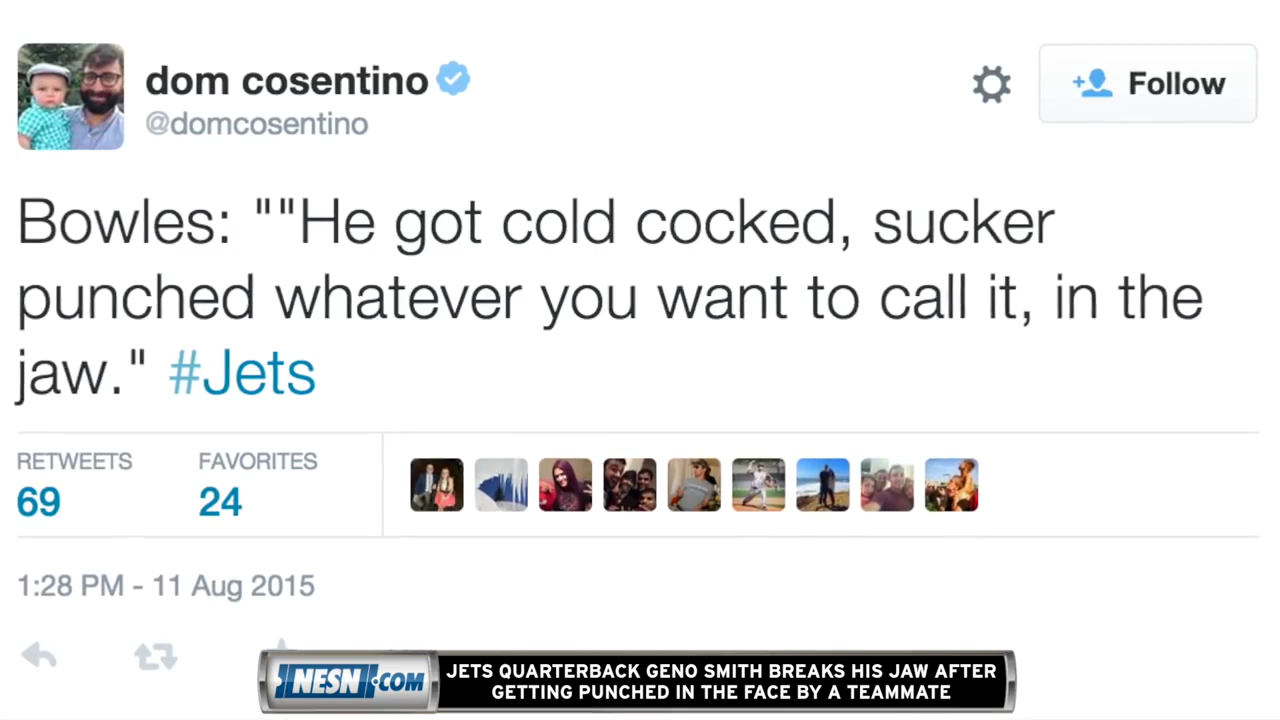 dom cosentino
@domcosentino
Follow
Bowles: ""He got cold cocked, sucker
punched whatever you want to call it, in the
jaw." #Jets
RETWEETS FAVORITES
69 24
1:28 PM - 11 Aug 2015
NESN.COM
JETS QUARTERBACK GENO SMITH BREAKS HIS JAW AFTER
GETTING PUNCHED IN THE FACE BY A TEAMMATE